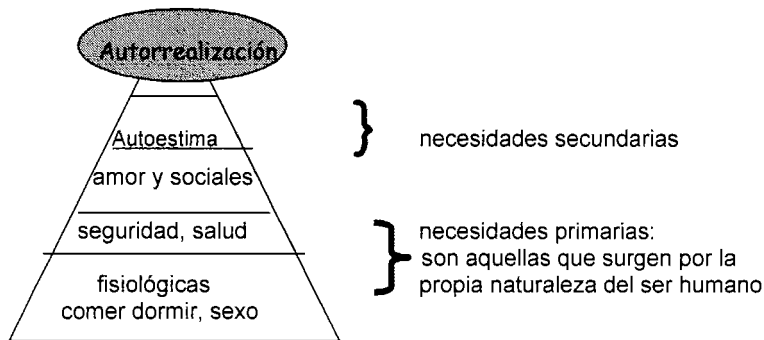 Autorrealización
Autoestima
necesidades secundarias
amor y sociales
seguridad, salud
necesidades primarias:
son aquellas que surgen por la
propia naturaleza del ser humano
fisiológicas
comer dormir, sexo